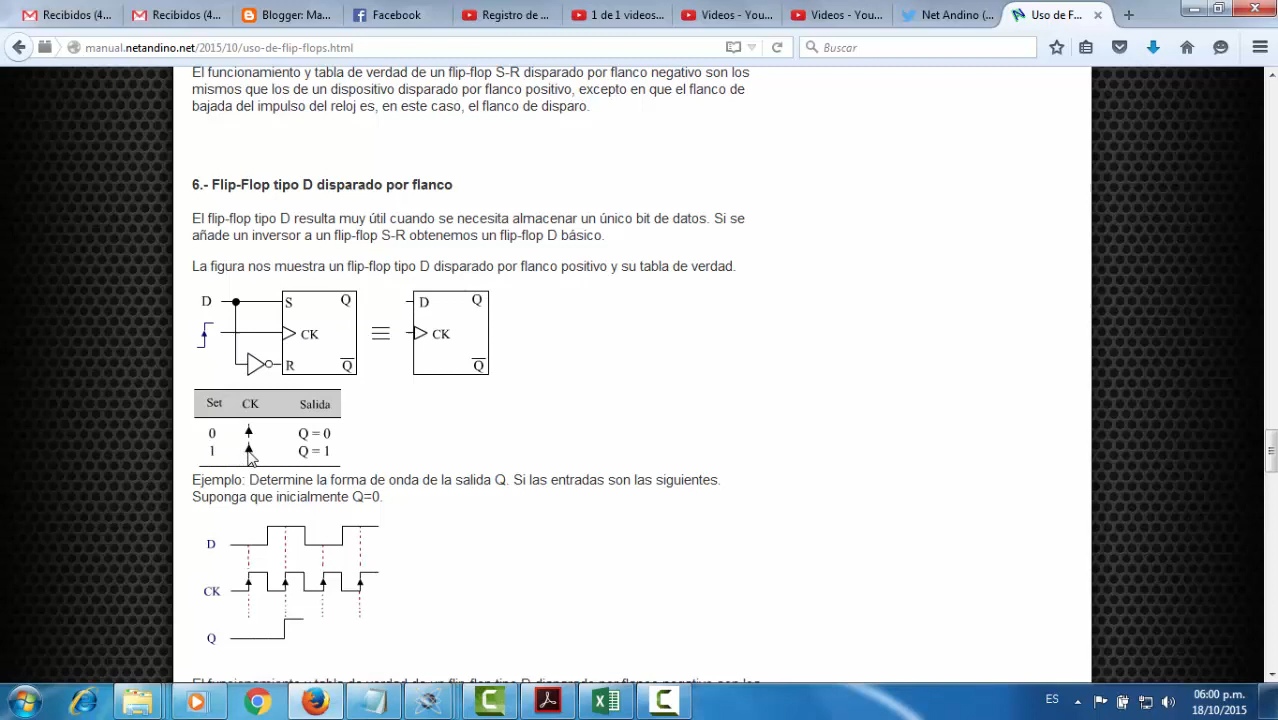 Recibidos (4...
Recibidos (4...
Blogger: Ma...
Facebook
Registro de ...
1 de 1 videos...
Videos - You...
Videos - You...
Net Andino (...
Uso de F...
manual.netandino.net/2015/10/uso-de-flip-flops.html
Buscar
El funcionamiento y tabla de verdad de un flip-flop S-R disparado por flanco negativo son los
mismos que los de un dispositivo disparado por flanco positivo, excepto en que el flanco de
bajada del impulso del reloj es, en este caso, el flanco de disparo.
6.- Flip-Flop tipo D disparado por flanco
El flip-flop tipo D resulta muy útil cuando se necesita almacenar un único bit de datos. Si se
añade un inversor a un flip-flop S-R obtenemos un flip-flop D básico.
La figura nos muestra un flip-flop tipo D disparado por flanco positivo y su tabla de verdad.
D S Q D Q
CK CK
R Q Q
Set CK Salida
0 Q = 0
1 Q = 1
Ejemplo: Determine la forma de onda de la salida Q. Si las entradas son las siguientes.
Suponga que inicialmente Q=0.
D
CK
Q
ES
06:00 p.m.
18/10/2015